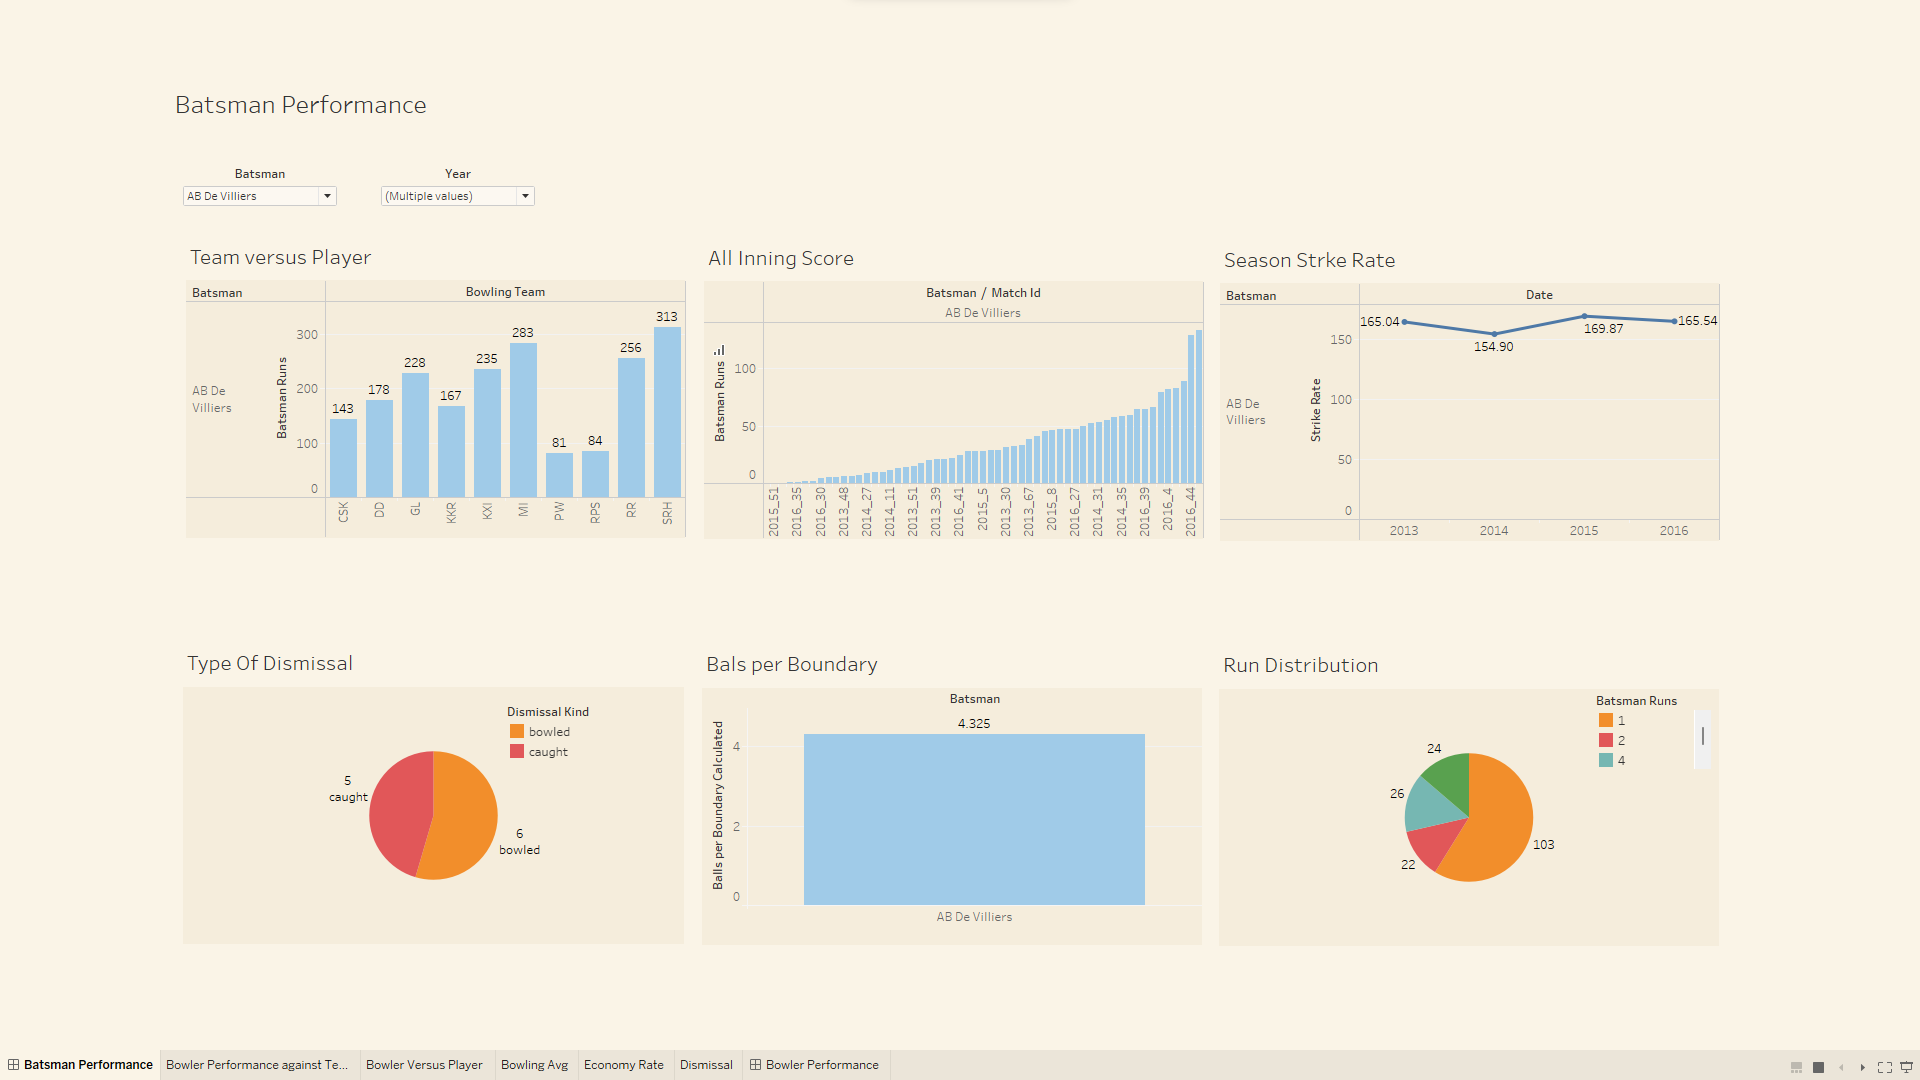 Batsman Performance
Batsman
Year
AB De Villiers
(Multiple values)
Team versus Player
Batsman
Bowling Team
AB De
Villiers
Batsman Runs
300
200
100
0
143
178
228
167
235
283
81
84
256
313
CSK
DD
GL
KKR
KXI
MI
PW
RPS
RR
SRH
All Inning Score
Batsman / Match Id
AB De Villiers
Batsman Runs
100
50
0
2015_51
2016_35
2016_30
2013_48
2014_27
2014_11
2013_51
2013_39
2016_41
2015_5
2013_30
2013_67
2015_8
2016_27
2014_31
2014_35
2016_39
2016_4
2016_44
Season Strke Rate
Batsman
Date
AB De
Villiers
Strike Rate
150
100
50
0
165.04
154.90
169.87
165.54
2013
2014
2015
2016
Type Of Dismissal
Dismissal Kind
bowled
caught
5
caught
6
bowled
Bals per Boundary
Batsman
4.325
Balls per Boundary Calculated
4
2
0
AB De Villiers
Run Distribution
Batsman Runs
1
2
4
24
26
22
103
Batsman Performance
Bowler Performance against Te...
Bowler Versus Player
Bowling Avg
Economy Rate
Dismissal
Bowler Performance